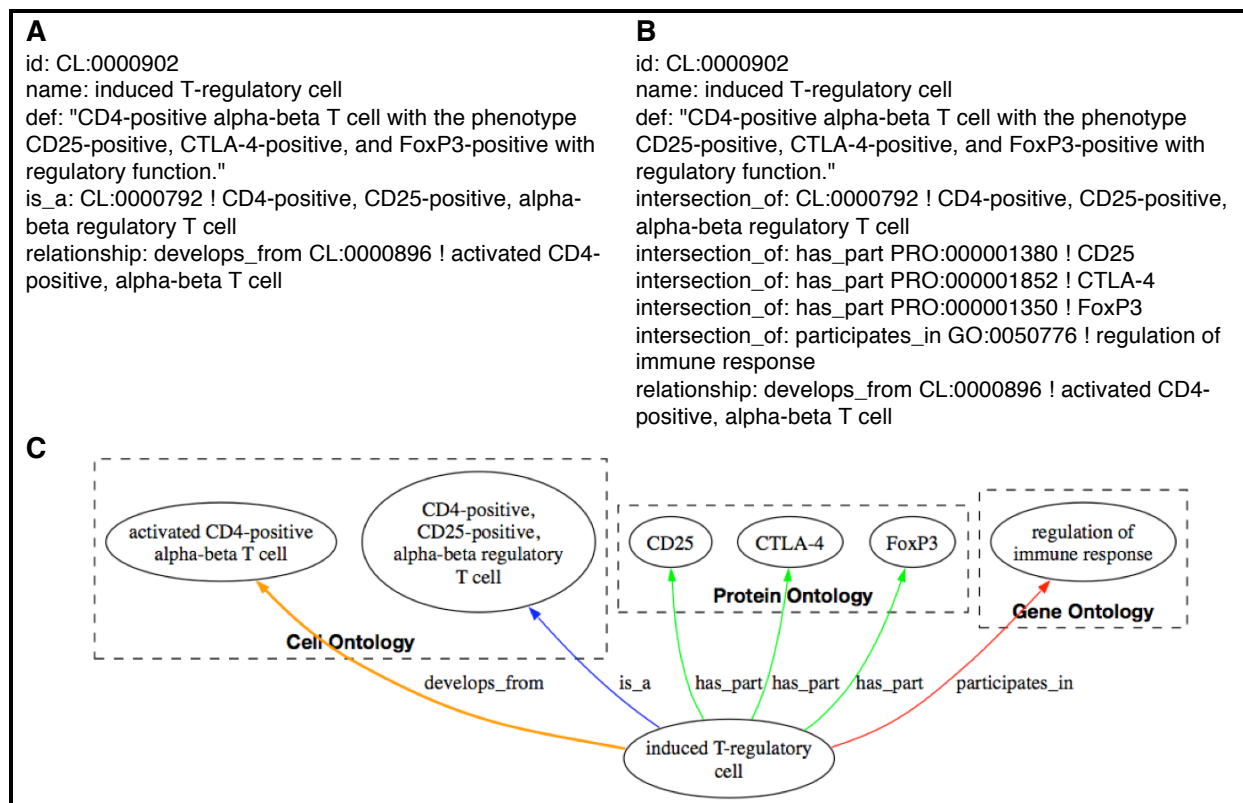 A
id: CL:0000902
name: induced T-regulatory cell
def: "CD4-positive alpha-beta T cell with the phenotype
CD25-positive, CTLA-4-positive, and FoxP3-positive with
regulatory function."
is_a: CL:0000792 ! CD4-positive, CD25-positive, alpha-
beta regulatory T cell
relationship: develops_from CL:0000896 ! activated CD4-
positive, alpha-beta T cell
B
id: CL:0000902
name: induced T-regulatory cell
def: "CD4-positive alpha-beta T cell with the phenotype
CD25-positive, CTLA-4-positive, and FoxP3-positive with
regulatory function."
intersection_of: CL:0000792 ! CD4-positive, CD25-positive,
alpha-beta regulatory T cell
intersection_of: has_part PRO:000001380 ! CD25
intersection_of: has_part PRO:000001852 ! CTLA-4
intersection_of: has_part PRO:000001350 ! FoxP3
intersection_of: participates_in GO:0050776 ! regulation of
immune response
relationship: develops_from CL:0000896 ! activated CD4-
positive, alpha-beta T cell
C
activated CD4-positive
alpha-beta T cell
CD4-positive,
CD25-positive,
alpha-beta regulatory
T cell
Cell Ontology
CD25
CTLA-4
FoxP3
Protein Ontology
regulation of
immune response
Gene Ontology
develops_from
is_a
has_part
has_part
has_part
participates_in
induced T-regulatory
cell